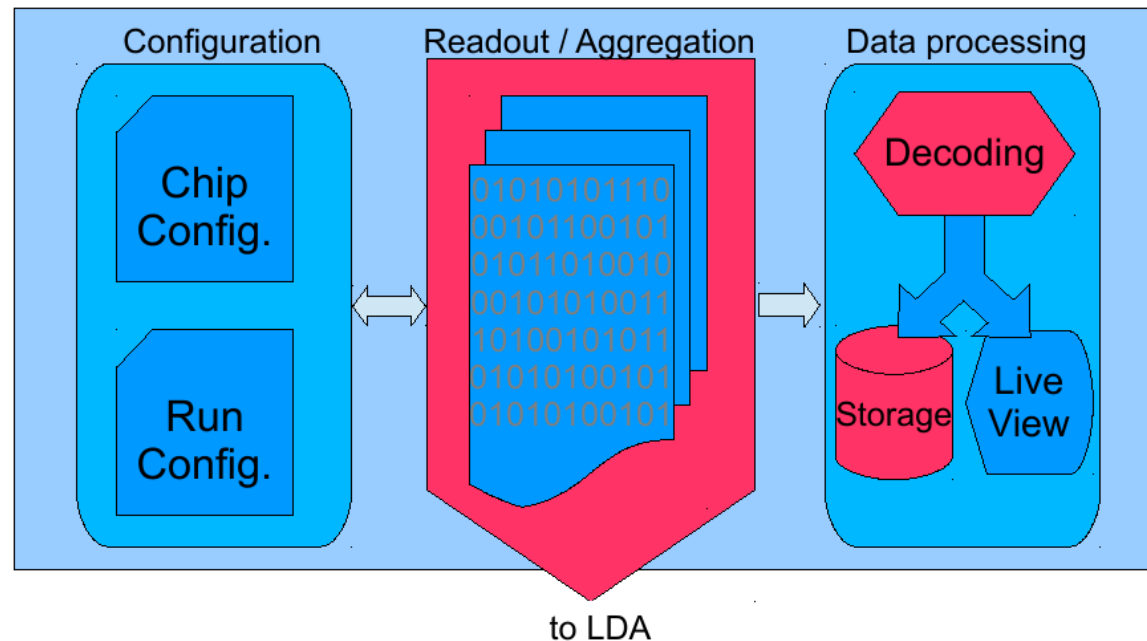 Configuration
Chip
Config.
Run
Config.
Readout / Aggregation
01010101110
00101100101
01011010010
00101010011
10100101011
01010100101
01010100101
to LDA
Data processing
Decoding
Storage
Live
View